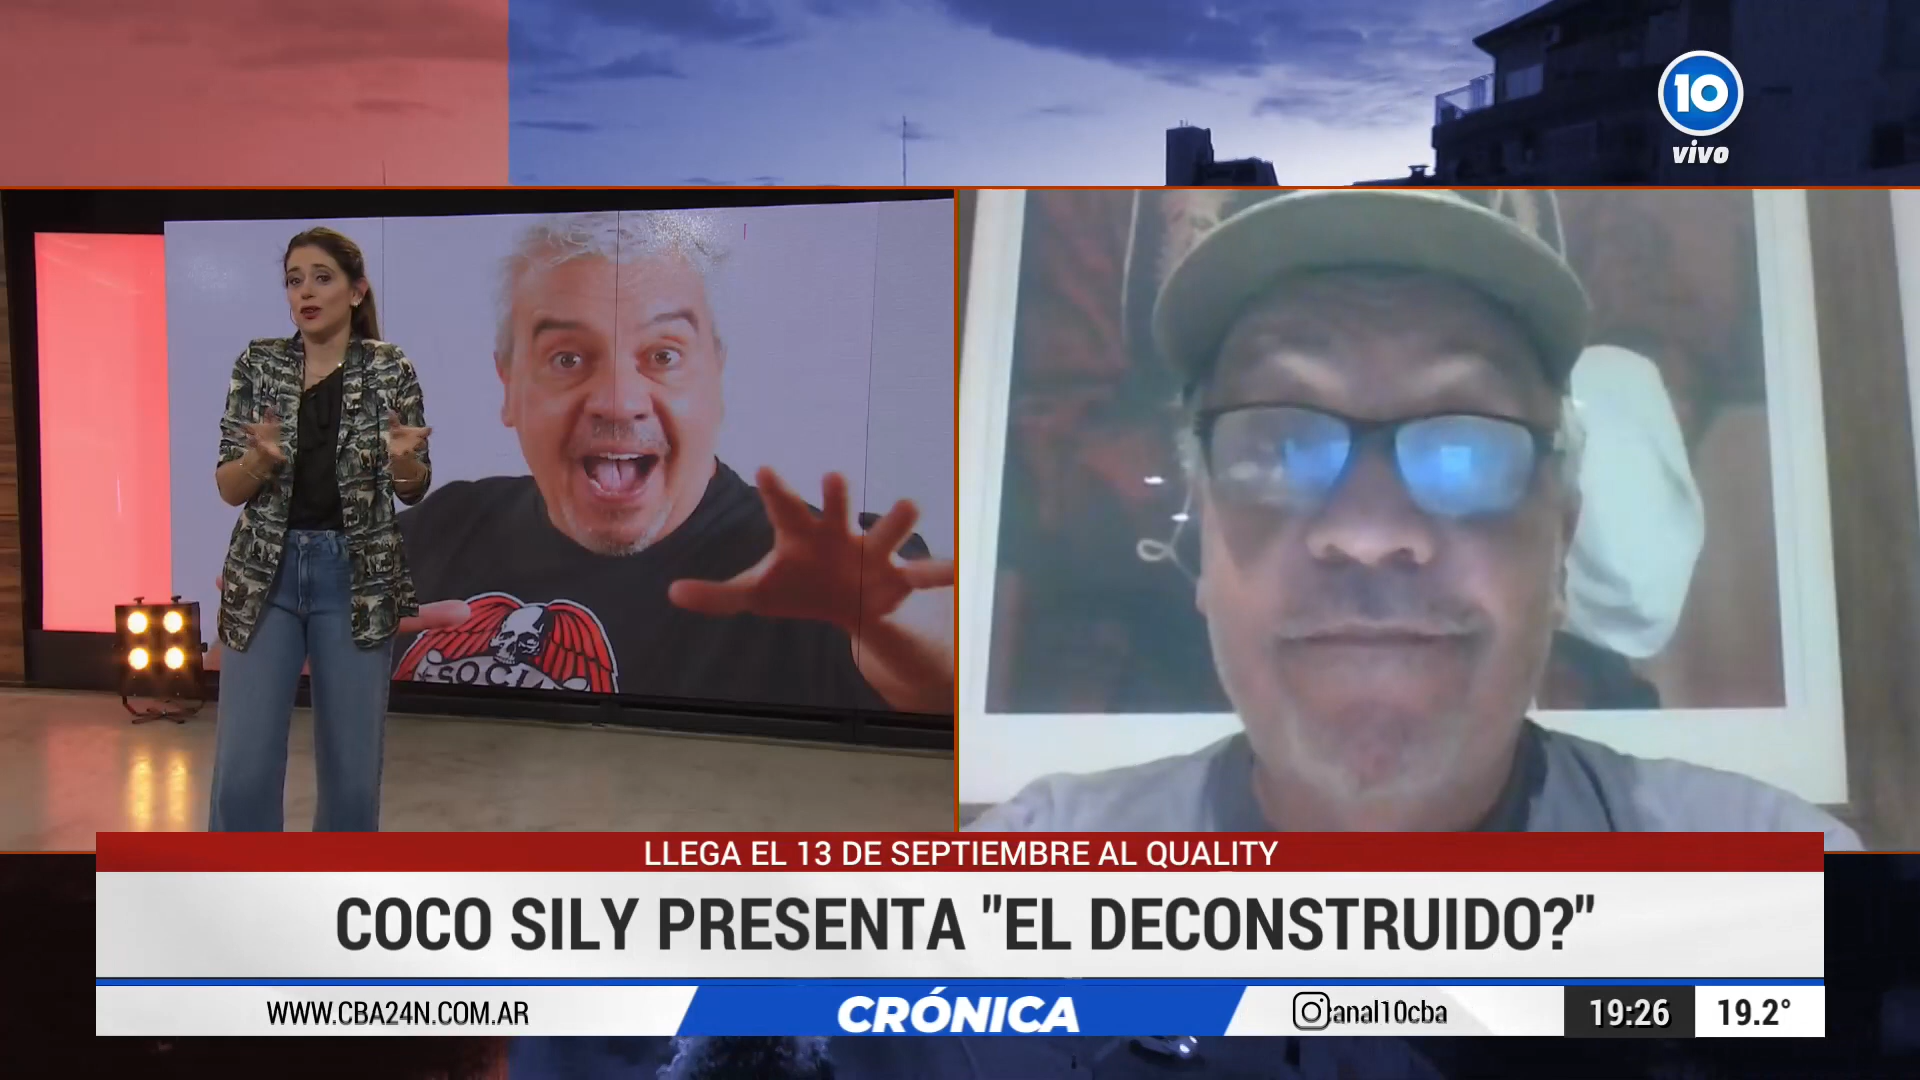 10
vivo
SOCI
LLEGA EL 13 DE SEPTIEMBRE AL QUALITY
COCO SILY PRESENTA "EL DECONSTRUIDO?"
WWW.CBA24N.COM.AR
CRÓNICA
anal10cba
19:26
19.2°